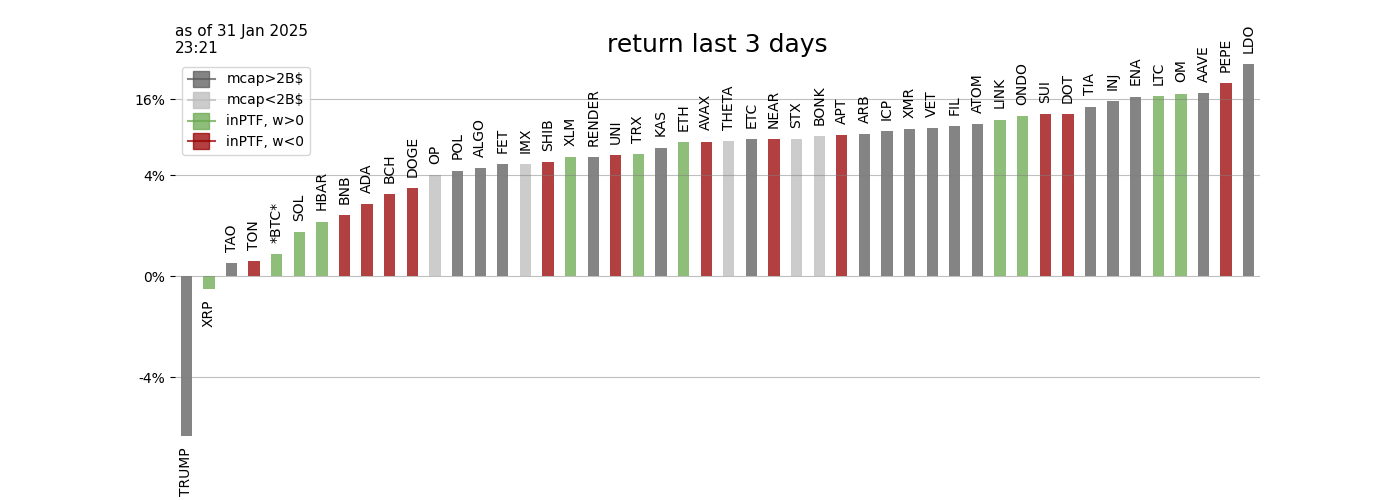 as of 31 Jan 2025
23:21
return last 3 days
mcap>2B$
mcap<2B$
inPTF, w>0
inPTF, w<0
16%
4%
0%
-4%
TRUMP
XRP
TAO
TON
*BTC*
SOL
HBAR
BNB
ADA
BCH
DOGE
OP
POL
ALGO
FET
IMX
SHIB
XLM
RENDER
UNI
TRX
KAS
ETH
AVAX
THETA
ETC
NEAR
STX
BONK
APT
ARB
ICP
XMR
VET
FIL
ATOM
LINK
ONDO
SUI
DOT
TIA
INJ
ENA
LTC
OM
AAVE
PEPE
LDO